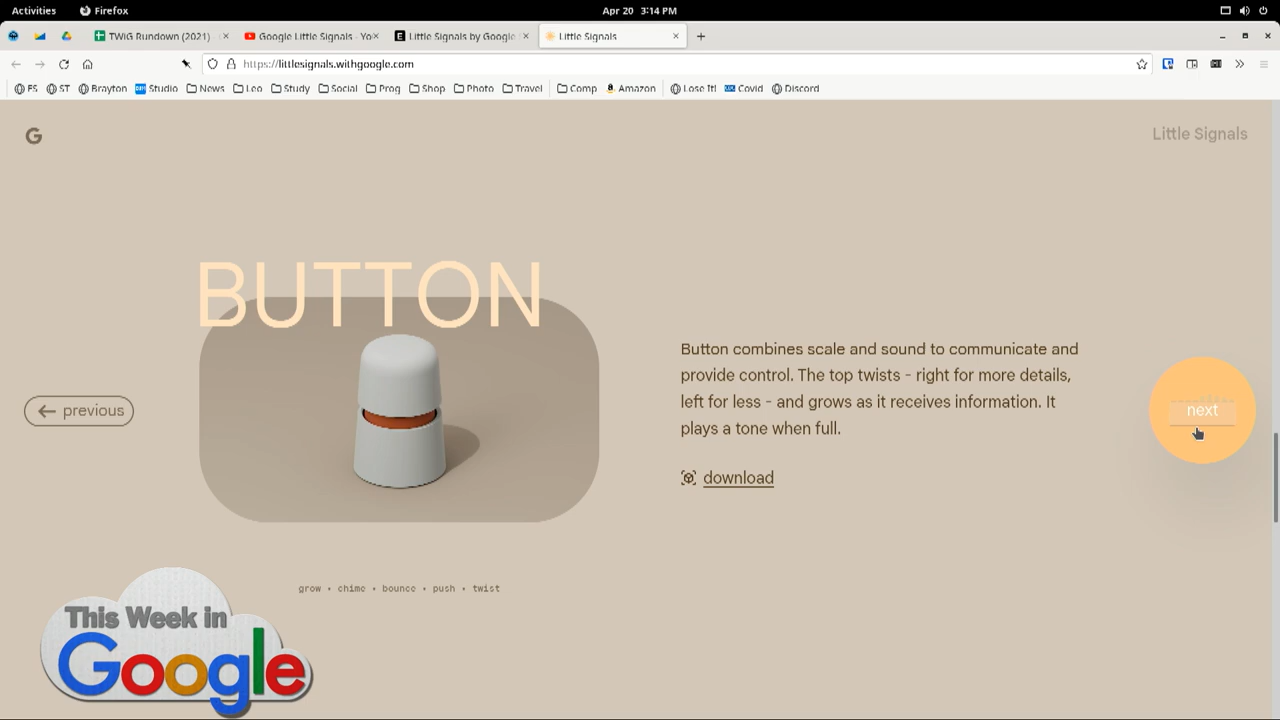 Activities
Firefox
Apr 20 3:14 PM
TWiG Rundown (2021)
Google Little Signals - Yo
Little Signals by Google
Little Signals
https://littlesignals.withgoogle.com
FS ST Brayton Studio News Leo Study Social Prog Shop Photo Travel Comp Amazon Lose It! Covid Discord
G
Little Signals
BUTTON
Button combines scale and sound to communicate and
provide control. The top twists - right for more details,
left for less - and grows as it receives information. It
plays a tone when full.
previous
next
download
grow • chime • bounce • push • twist
This Week in
Google